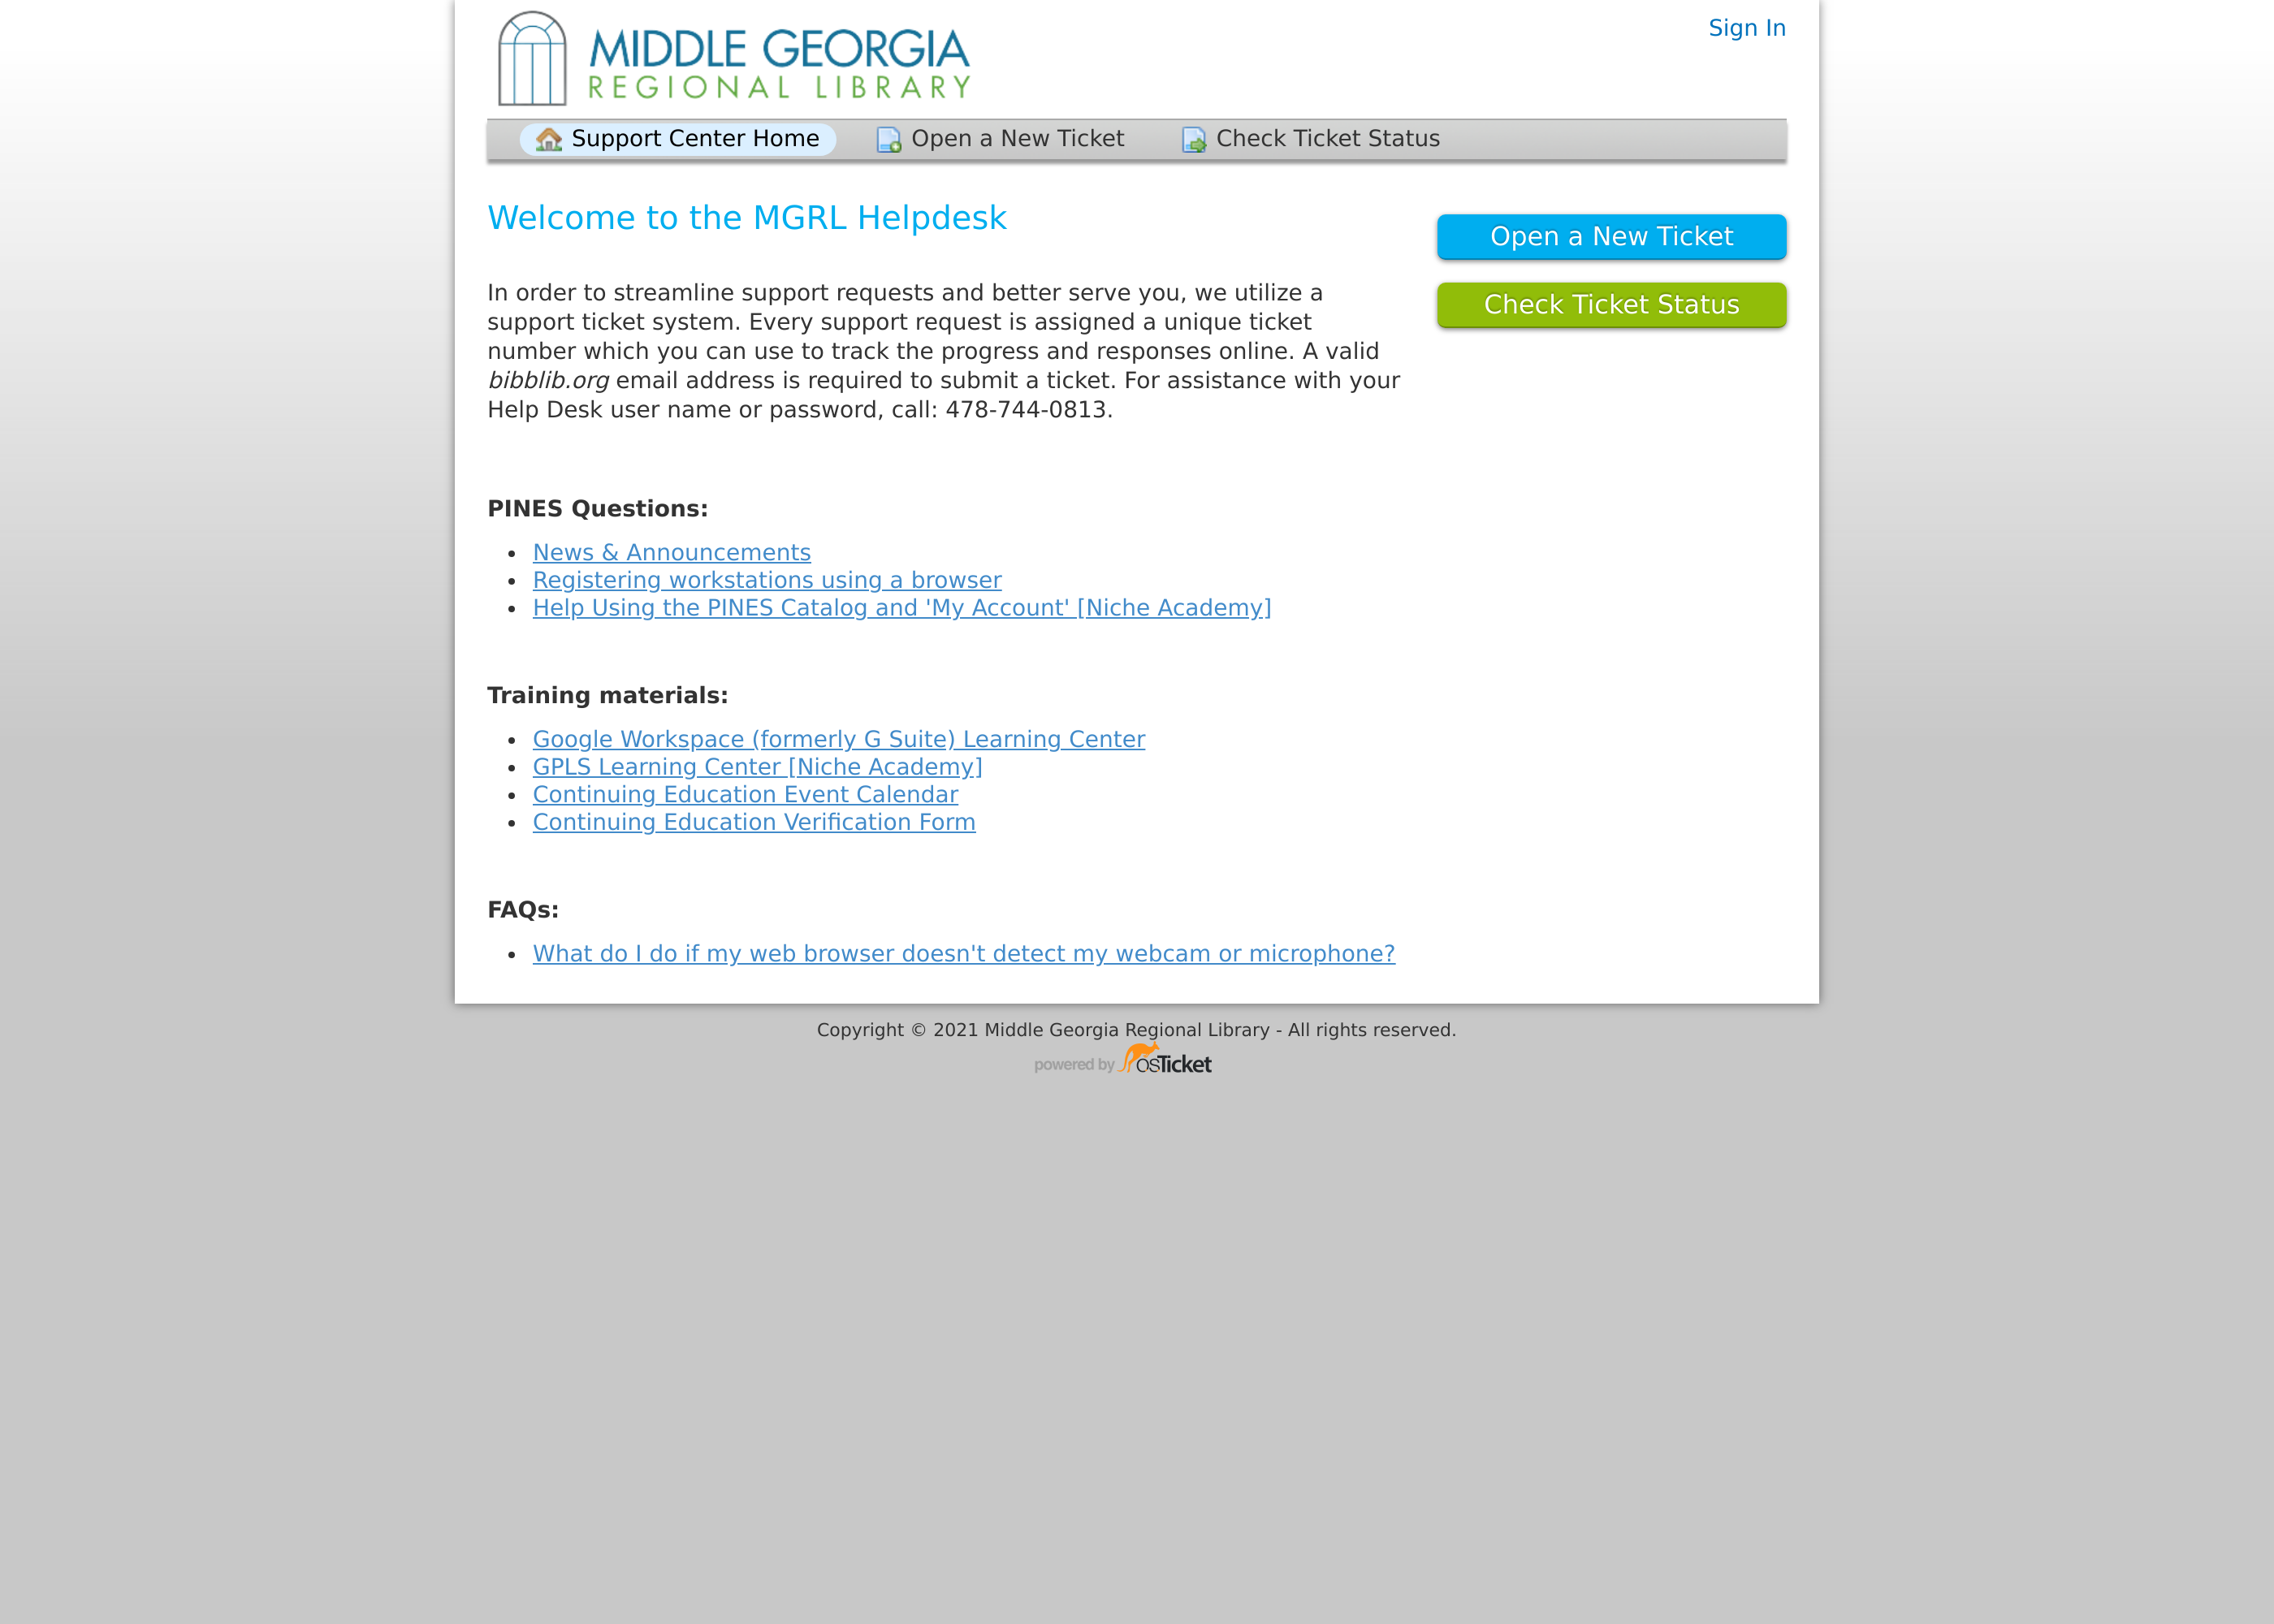 MIDDLE GEORGIA
REGIONAL LIBRARY
Sign In
Support Center Home
Open a New Ticket
Check Ticket Status
Welcome to the MGRL Helpdesk
Open a New Ticket
Check Ticket Status
In order to streamline support requests and better serve you, we utilize a
support ticket system. Every support request is assigned a unique ticket
number which you can use to track the progress and responses online. A valid
bibblib.org email address is required to submit a ticket. For assistance with your
Help Desk user name or password, call: 478-744-0813.
PINES Questions:
News & Announcements
Registering workstations using a browser
Help Using the PINES Catalog and 'My Account' [Niche Academy]
Training materials:
Google Workspace (formerly G Suite) Learning Center
GPLS Learning Center [Niche Academy]
Continuing Education Event Calendar
Continuing Education Verification Form
FAQs:
What do I do if my web browser doesn't detect my webcam or microphone?
Copyright © 2021 Middle Georgia Regional Library - All rights reserved.
powered by osTicket